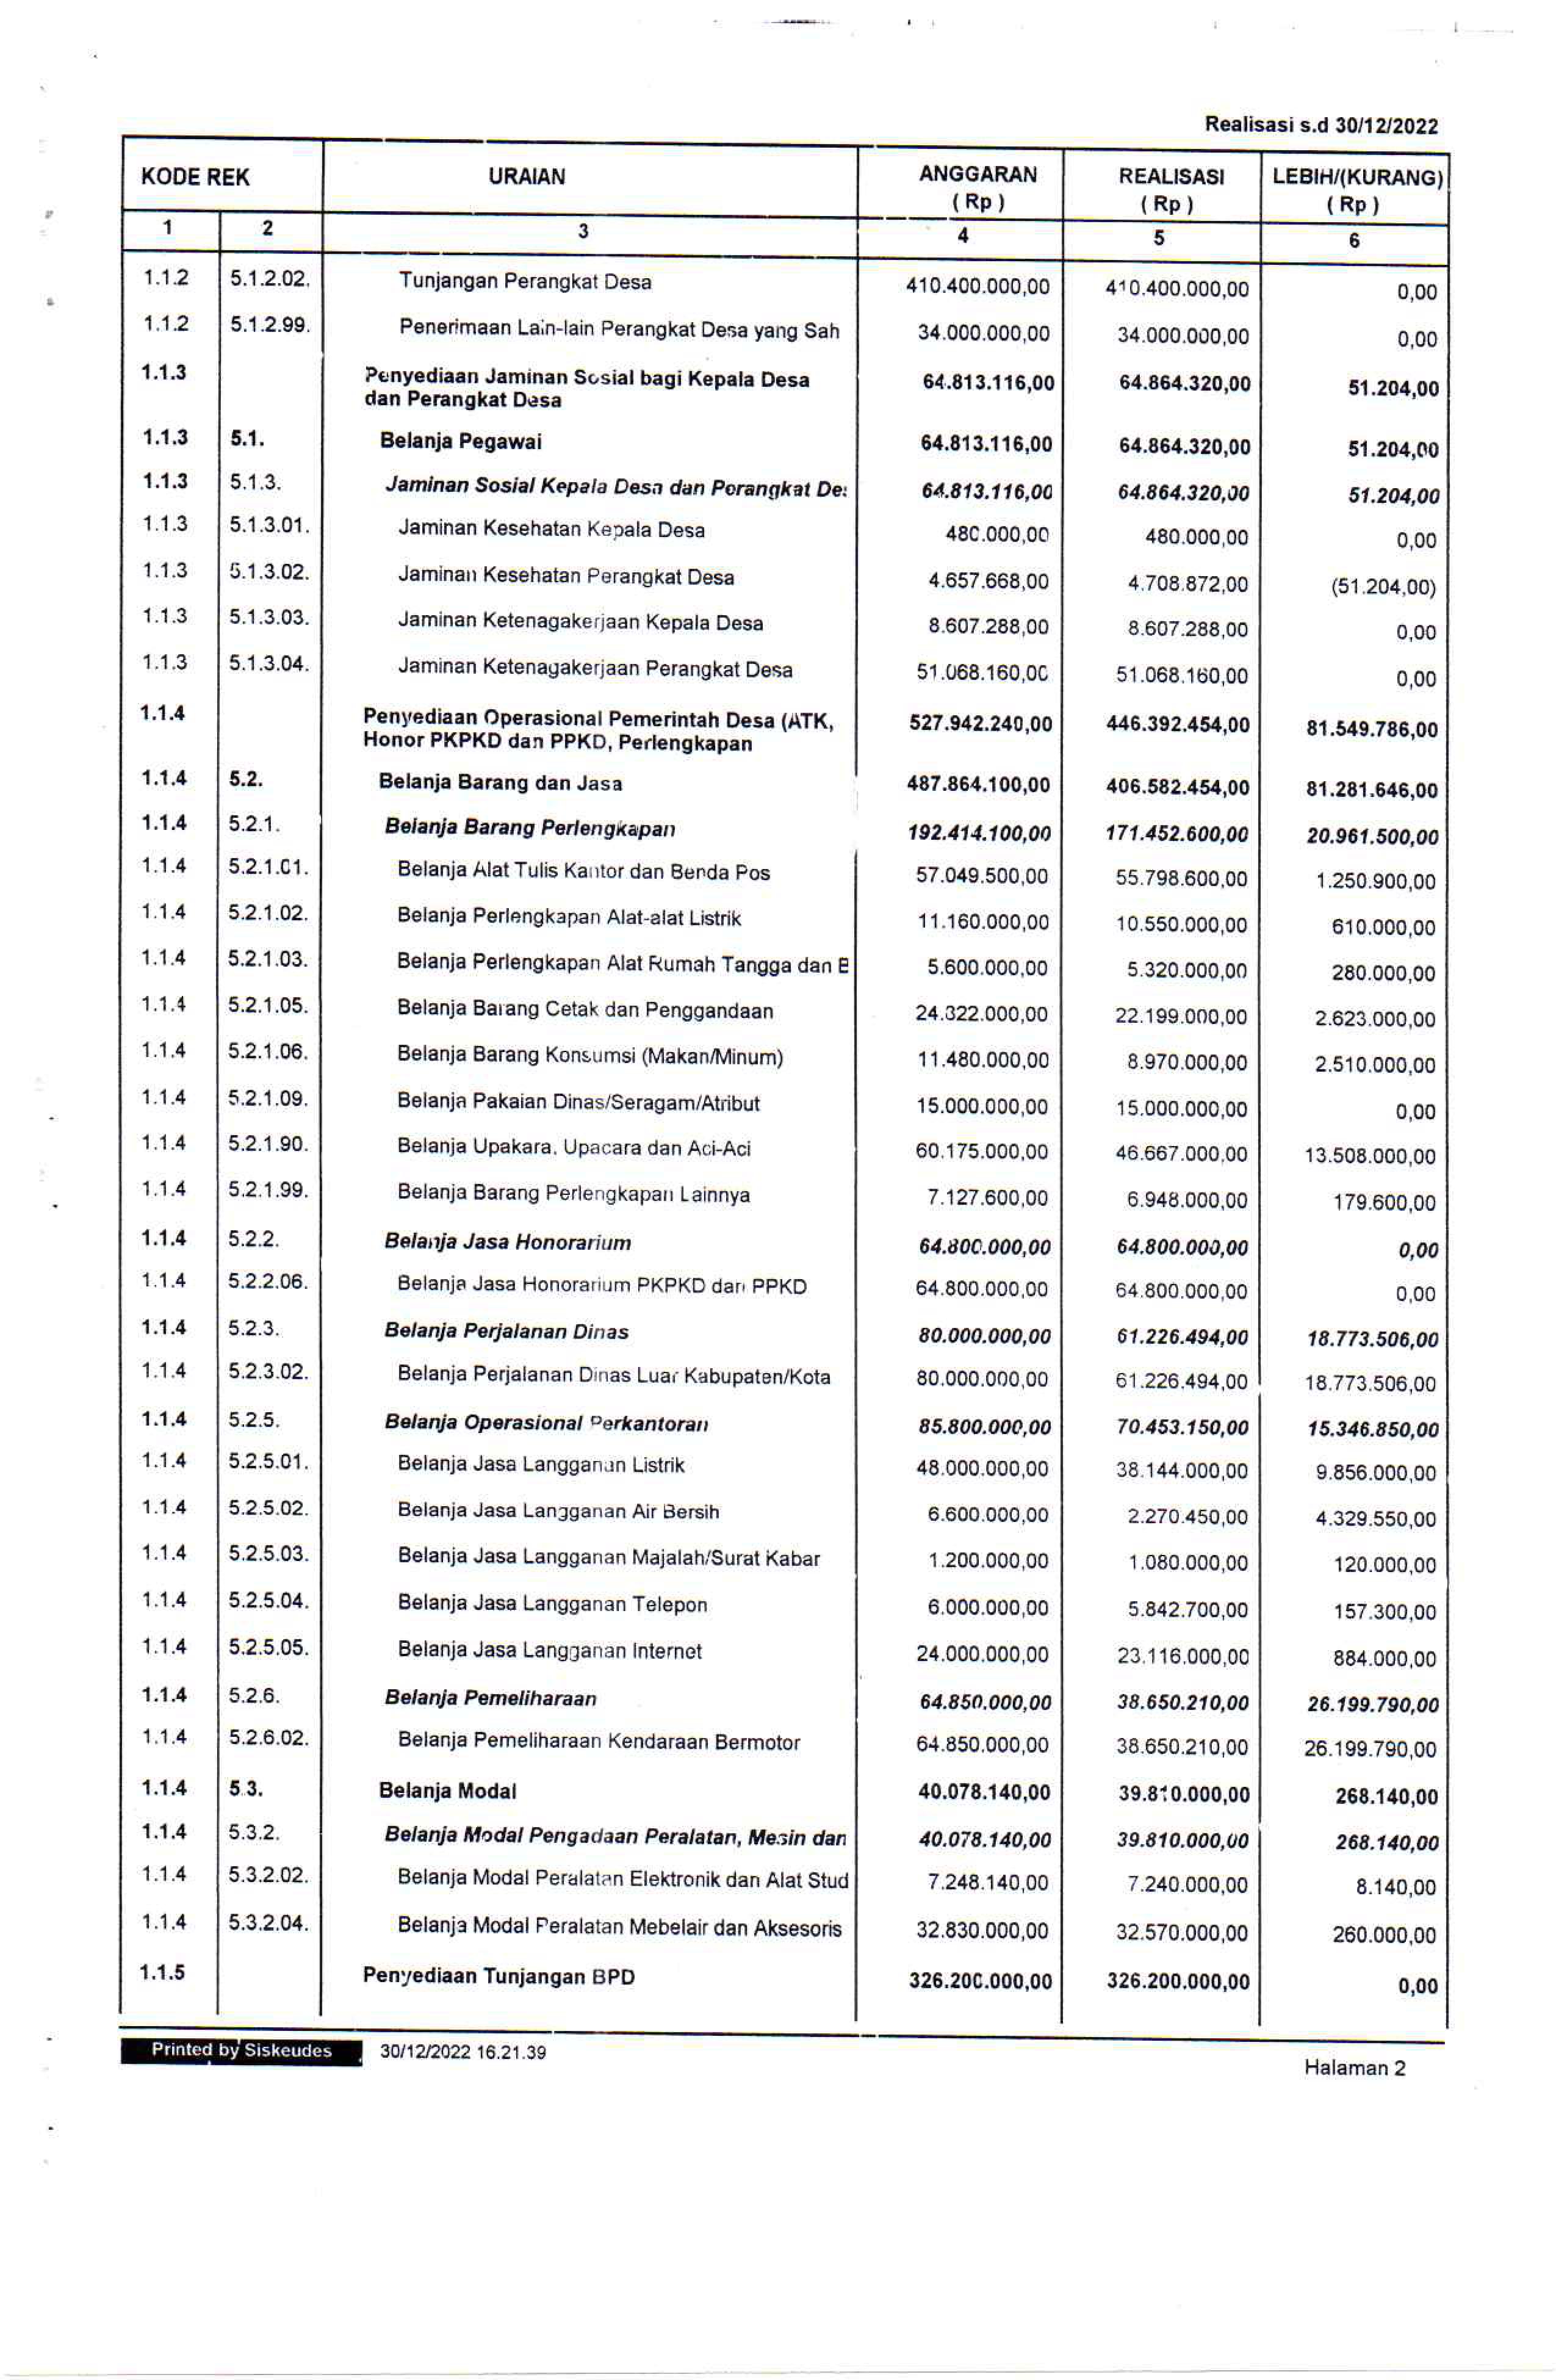 Realisasi s.d 30/12/2022
KODE REK URAIAN ANGGARAN REALISASI LEBIH/(KURANG)
( Rp ) ( Rp ) ( Rp )
1 2 3 4 5 6
1.1.2 5.1.2.02. Tunjangan Perangkat Desa 410.400.000,00 410.400.000,00 0,00
1.1.2 5.1.2.99. Penerimaan Lain-lain Perangkat Desa yang Sah 34.000.000,00 34.000.000,00 0,00
1.1.3 Penyediaan Jaminan Sosial bagi Kepala Desa 64.813.116,00 64.864.320,00 51.204,00
dan Perangkat Desa
1.1.3 5.1. Belanja Pegawai 64.813.116,00 64.864.320,00 51.204,00
1.1.3 5.1.3. Jaminan Sosial Kepala Desa dan Perangkat De: 64.813.116,00 64.864.320,00 51.204,00
1.1.3 5.1.3.01. Jaminan Kesehatan Kepala Desa 480.000,00 480.000,00 0,00
1.1.3 5.1.3.02. Jaminan Kesehatan Perangkat Desa 4.657.668,00 4.708.872,00 (51.204,00)
1.1.3 5.1.3.03. Jaminan Ketenagakerjaan Kepala Desa 8.607.288,00 8.607.288,00 0,00
1.1.3 5.1.3.04. Jaminan Ketenagakerjaan Perangkat Desa 51.068.160,00 51.068.160,00 0,00
1.1.4 Penyediaan Operasional Pemerintah Desa (ATK, 527.942.240,00 446.392.454,00 81.549.786,00
Honor PKPKD dan PPKD, Perlengkapan
1.1.4 5.2. Belanja Barang dan Jasa 487.864.100,00 406.582.454,00 81.281.646,00
1.1.4 5.2.1. Belanja Barang Perlengkapan 192.414.100,00 171.452.600,00 20.961.500,00
1.1.4 5.2.1.01. Belanja Alat Tulis Kantor dan Benda Pos 57.049.500,00 55.798.600,00 1.250.900,00
1.1.4 5.2.1.02. Belanja Perlengkapan Alat-alat Listrik 11.160.000,00 10.550.000,00 610.000,00
1.1.4 5.2.1.03. Belanja Perlengkapan Alat Rumah Tangga dan B 5.600.000,00 5.320.000,00 280.000,00
1.1.4 5.2.1.05. Belanja Barang Cetak dan Penggandaan 24.322.000,00 22.199.000,00 2.623.000,00
1.1.4 5.2.1.06. Belanja Barang Konsumsi (Makan/Minum) 11.480.000,00 8.970.000,00 2.510.000,00
1.1.4 5.2.1.09. Belanja Pakaian Dinas/Seragam/Atribut 15.000.000,00 15.000.000,00 0,00
1.1.4 5.2.1.90. Belanja Upakara, Upacara dan Aci-Aci 60.175.000,00 46.667.000,00 13.508.000,00
1.1.4 5.2.1.99. Belanja Barang Perlengkapan Lainnya 7.127.600,00 6.948.000,00 179.600,00
1.1.4 5.2.2. Belanja Jasa Honorarium 64.800.000,00 64.800.000,00 0,00
1.1.4 5.2.2.06. Belanja Jasa Honorarium PKPKD dan PPKD 64.800.000,00 64.800.000,00 0,00
1.1.4 5.2.3. Belanja Perjalanan Dinas 80.000.000,00 61.226.494,00 18.773.506,00
1.1.4 5.2.3.02. Belanja Perjalanan Dinas Luar Kabupaten/Kota 80.000.000,00 61.226.494,00 18.773.506,00
1.1.4 5.2.5. Belanja Operasional Perkantoran 85.800.000,00 70.453.150,00 15.346.850,00
1.1.4 5.2.5.01. Belanja Jasa Langganan Listrik 48.000.000,00 38.144.000,00 9.856.000,00
1.1.4 5.2.5.02. Belanja Jasa Langganan Air Bersih 6.600.000,00 2.270.450,00 4.329.550,00
1.1.4 5.2.5.03. Belanja Jasa Langganan Majalah/Surat Kabar 1.200.000,00 1.080.000,00 120.000,00
1.1.4 5.2.5.04. Belanja Jasa Langganan Telepon 6.000.000,00 5.842.700,00 157.300,00
1.1.4 5.2.5.05. Belanja Jasa Langganan Internet 24.000.000,00 23.116.000,00 884.000,00
1.1.4 5.2.6. Belanja Pemeliharaan 64.850.000,00 38.650.210,00 26.199.790,00
1.1.4 5.2.6.02. Belanja Pemeliharaan Kendaraan Bermotor 64.850.000,00 38.650.210,00 26.199.790,00
1.1.4 5.3. Belanja Modal 40.078.140,00 39.810.000,00 268.140,00
1.1.4 5.3.2. Belanja Modal Pengadaan Peralatan, Mesin dan 40.078.140,00 39.810.000,00 268.140,00
1.1.4 5.3.2.02. Belanja Modal Peralatan Elektronik dan Alat Stud 7.248.140,00 7.240.000,00 8.140,00
1.1.4 5.3.2.04. Belanja Modal Peralatan Mebelair dan Aksesoris 32.830.000,00 32.570.000,00 260.000,00
1.1.5 Penyediaan Tunjangan BPD 326.200.000,00 326.200.000,00 0,00
Printed by Siskeudes 30/12/2022 16.21.39
Halaman 2